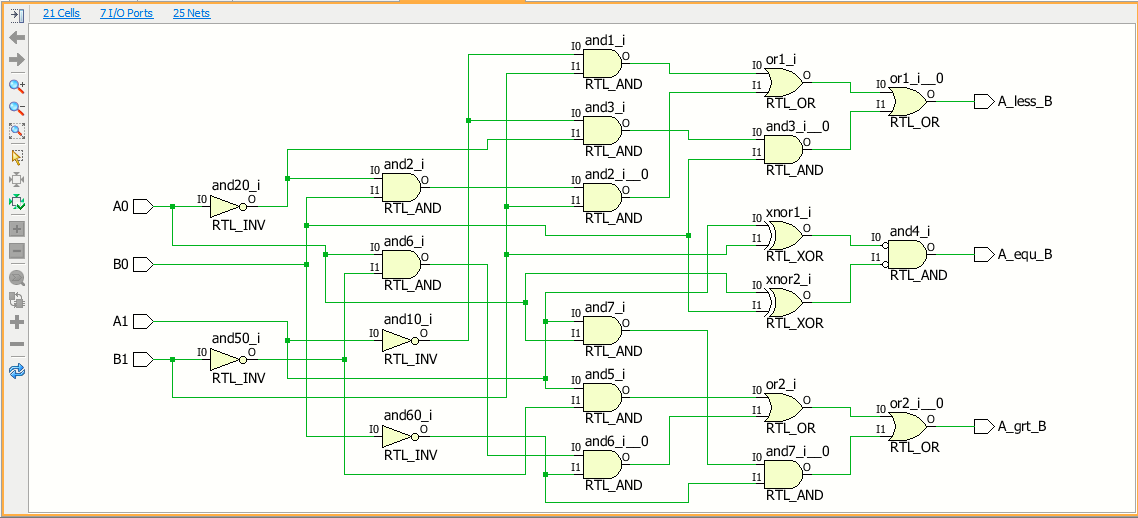 21 Cells 7 I/O Ports 25 Nets
and1_i
I0 O
I1
RTL_AND
or1_i
I0 O
I1
RTL_OR
or1_i__0
I0 O
I1
RTL_OR
A_less_B
and3_i
I0 O
I1
RTL_AND
and3_i__0
I0 O
I1
RTL_AND
and2_i
I0 O
I1
RTL_AND
and2_i__0
I0 O
I1
RTL_AND
A0
and20_i
I0 O
RTL_INV
xnor1_i
I0 O
I1
RTL_XOR
and4_i
I0 O
I1
RTL_AND
A_equ_B
and6_i
I0 O
I1
RTL_AND
B0
xnor2_i
I0 O
I1
RTL_XOR
A1
and10_i
I0 O
RTL_INV
and7_i
I0 O
I1
RTL_AND
B1
and50_i
I0 O
RTL_INV
and5_i
I0 O
I1
RTL_AND
or2_i
I0 O
I1
RTL_OR
or2_i__0
I0 O
I1
RTL_OR
A_grt_B
and60_i
I0 O
RTL_INV
and6_i__0
I0 O
I1
RTL_AND
and7_i__0
I0 O
I1
RTL_AND